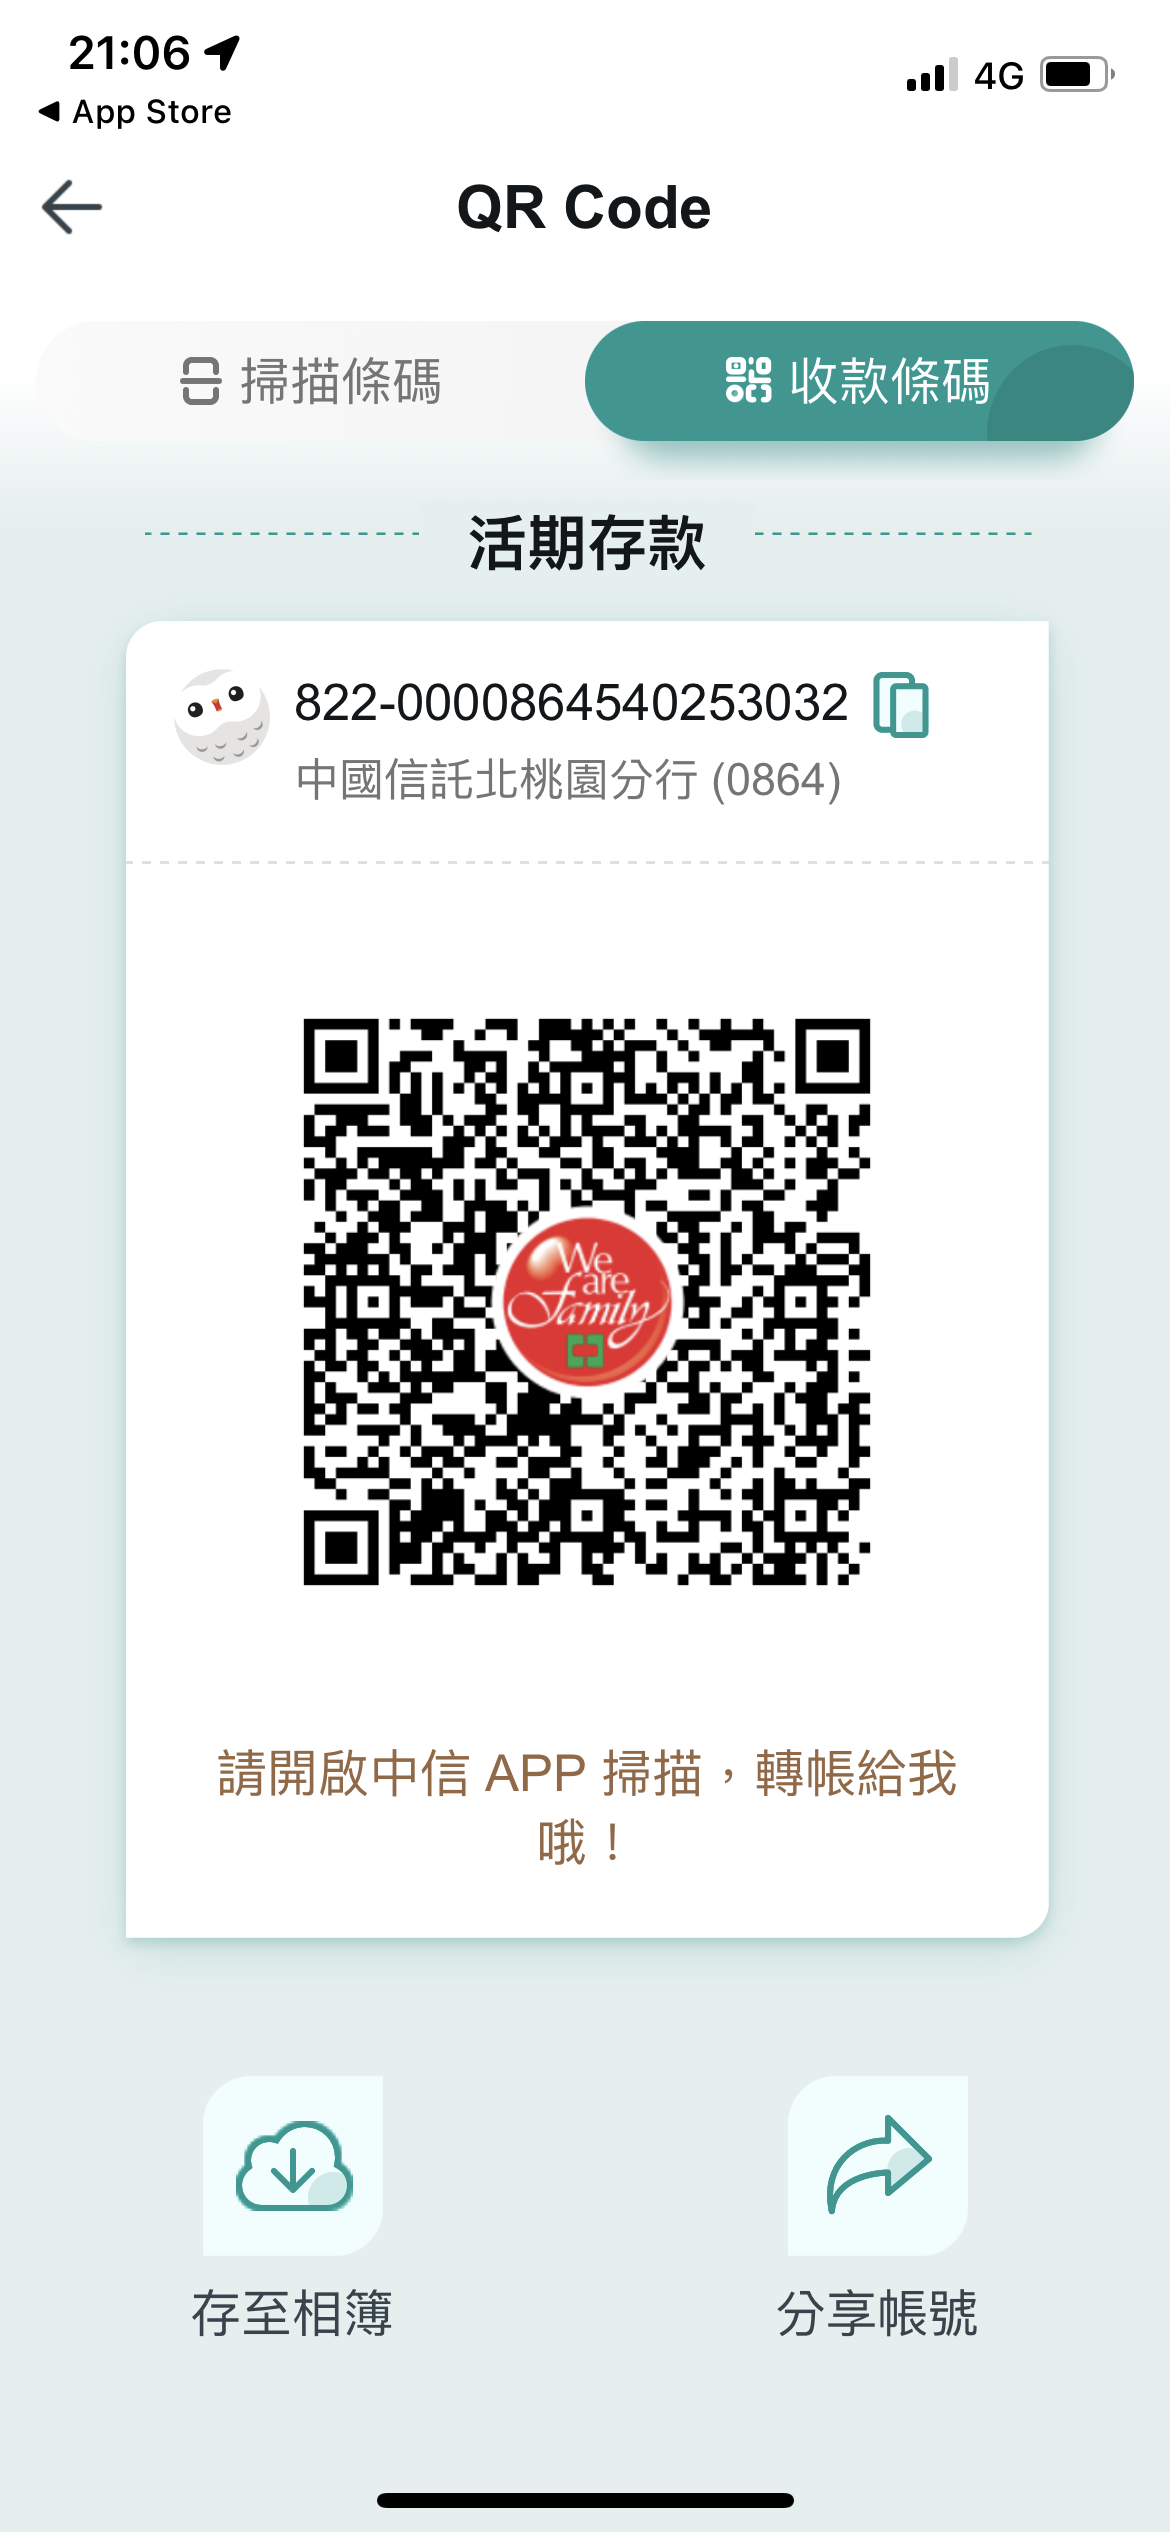 21:06
4G
App Store
QR Code
掃描條碼
收款條碼
活期存款
822-0000864540253032
中國信託北桃園分行 (0864)
We
are
Family
請開啟中信 APP 掃描，轉帳給我
哦！
存至相簿
分享帳號